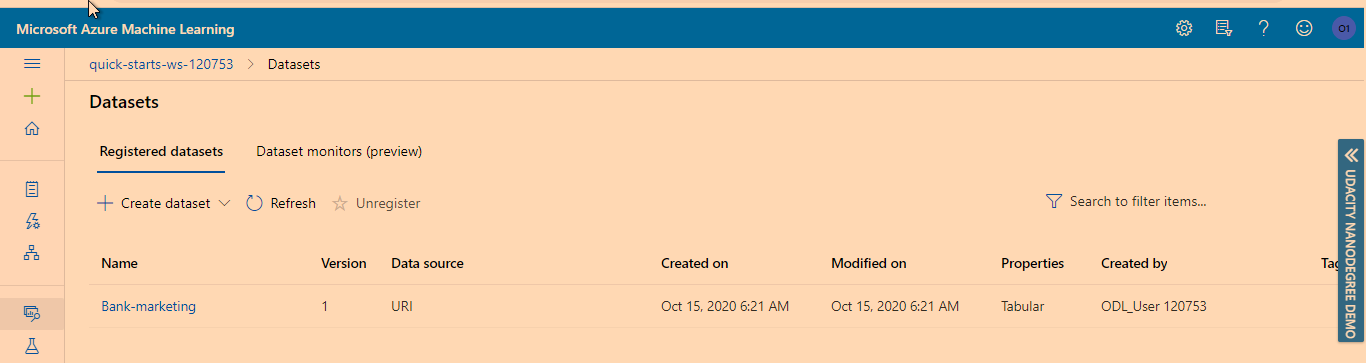 Microsoft Azure Machine Learning
O1
quick-starts-ws-120753 > Datasets
Datasets
Registered datasets Dataset monitors (preview)
Create dataset Refresh Unregister Search to filter items...
Name Version Data source Created on Modified on Properties Created by Tag
Bank-marketing 1 URI Oct 15, 2020 6:21 AM Oct 15, 2020 6:21 AM Tabular ODL_User 120753
UDACITY NANODEGREE DEMO